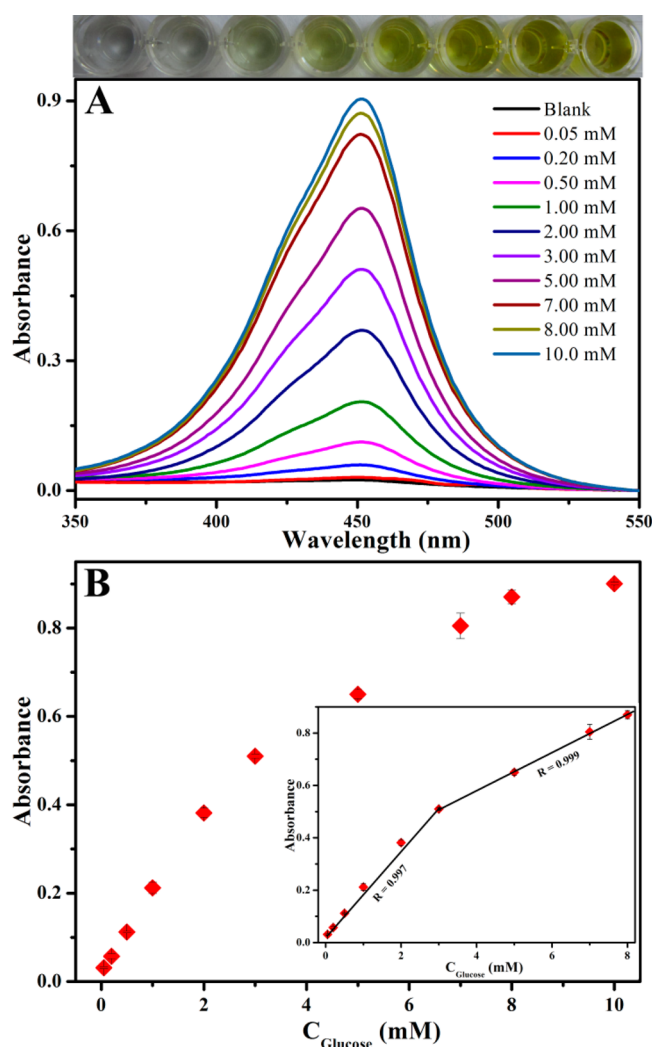 A
0.9
0.6
0.3
0.0
Absorbance
Blank
0.05 mM
0.20 mM
0.50 mM
1.00 mM
2.00 mM
3.00 mM
5.00 mM
7.00 mM
8.00 mM
10.0 mM
350 400 450 500 550
Wavelength (nm)
B
0.8
0.6
0.4
0.2
0.0
Absorbance
0.8
0.6
0.4
0.2
0.0
Absorbance
R = 0.997
R = 0.999
0 2 4 6 8
C_Glucose (mM)
0 2 4 6 8 10
C_Glucose (mM)